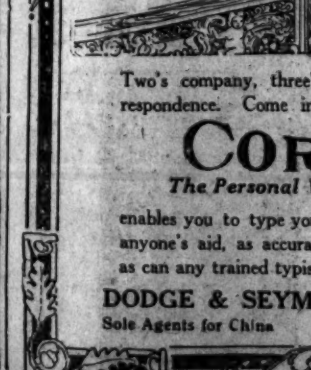 Two's company, three
respondence. Come in
COR
The Personal
enables you to type yo
anyone's aid, as accura
as can any trained typis
DODGE & SEYM
Sole Agents for China